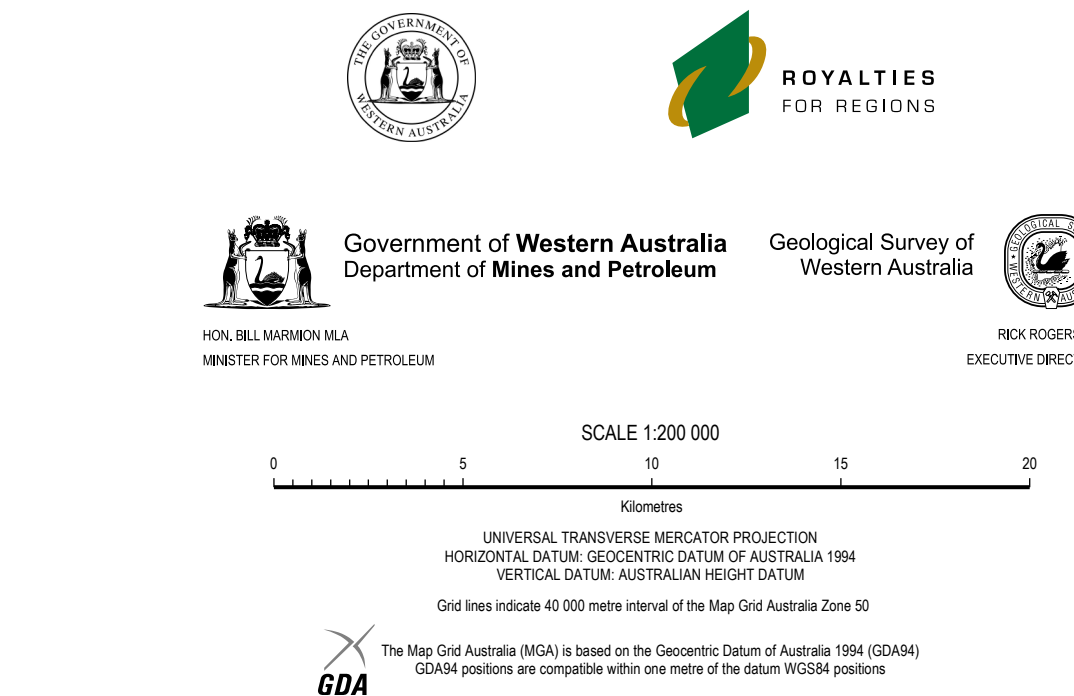 THE GOVERNMENT OF
WESTERN AUSTRALIA
ROYALTIES
FOR REGIONS
Government of Western Australia
Department of Mines and Petroleum
Geological Survey of
Western Australia
GEOLOGICAL
WESTERN
HON. BILL MARMION MLA
MINISTER FOR MINES AND PETROLEUM
RICK
EXECUTIVE
SCALE 1:200 000
0 5 10 15 20
Kilometres
UNIVERSAL TRANSVERSE MERCATOR PROJECTION
HORIZONTAL DATUM: GEOCENTRIC DATUM OF AUSTRALIA 1994
VERTICAL DATUM: AUSTRALIAN HEIGHT DATUM
Grid lines indicate 40 000 metre interval of the Map Grid Australia Zone 50
GDA
The Map Grid Australia (MGA) is based on the Geocentric Datum of Australia 1994 (GDA94)
GDA94 positions are compatible within one metre of the datum WGS84 positions